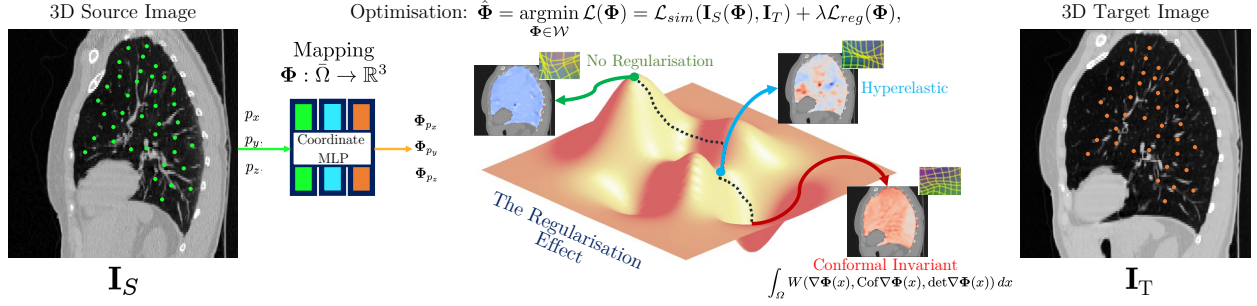 3D Source Image
Optimisation: Φ̂ = argmin L(Φ) = L_sim(I_S(Φ), I_T) + λL_reg(Φ),
Φ∈W
3D Target Image
Mapping
Φ : Ω̄ → ℝ³
p_x
p_y
p_z
Coordinate
MLP
Φ_{p_x}
Φ_{p_y}
Φ_{p_z}
No Regularisation
Hyperelastic
The Regularisation
Effect
Conformal Invariant
∫_Ω W(∇Φ(x), Cof∇Φ(x), det∇Φ(x)) dx
I_S
I_T